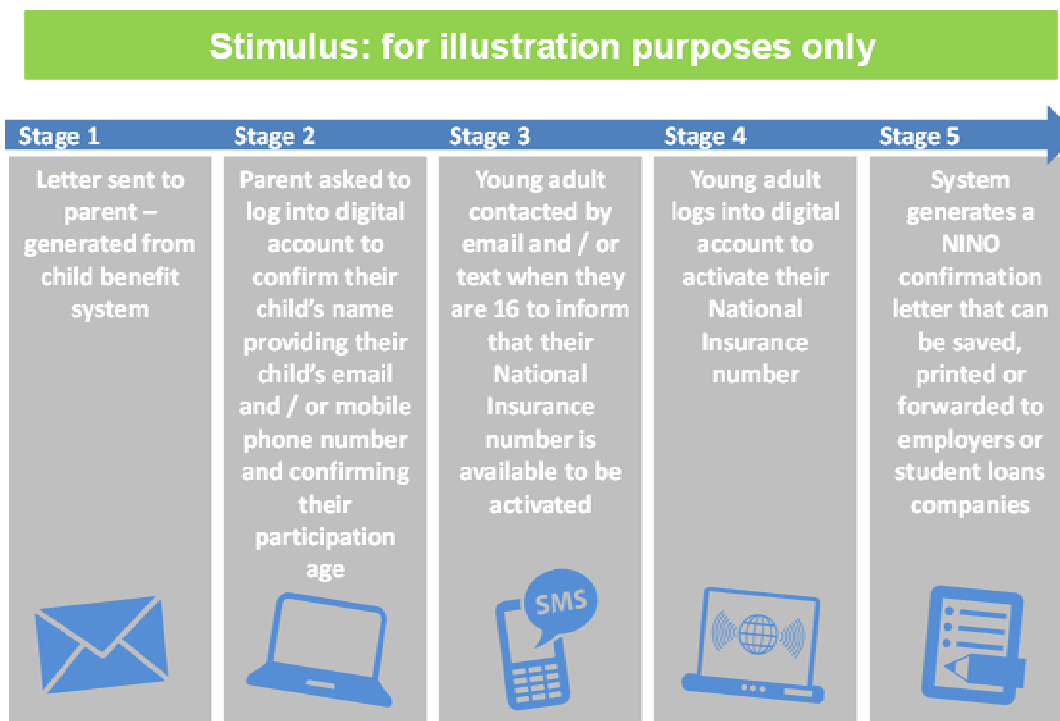 Stimulus: for illustration purposes only
Stage 1
Stage 2
Stage 3
Stage 4
Stage 5
Letter sent to
parent –
generated from
child benefit
system
Parent asked to
log into digital
account to
confirm their
child's name
providing their
child's email
and / or mobile
phone number
and confirming
their
participation
age
Young adult
contacted by
email and / or
text when they
are 16 to inform
that their
National
Insurance
number is
available to be
activated
Young adult
logs into digital
account to
activate their
National
Insurance
number
System
generates a
NINO
confirmation
letter that can
be saved,
printed or
forwarded to
employers or
student loans
companies
SMS